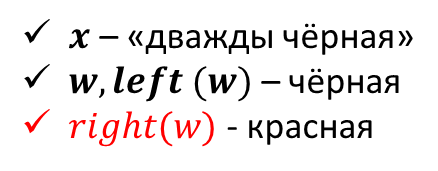 ✓ x – «дважды чёрная»
✓ w, left (w) – чёрная
✓ right(w) - красная